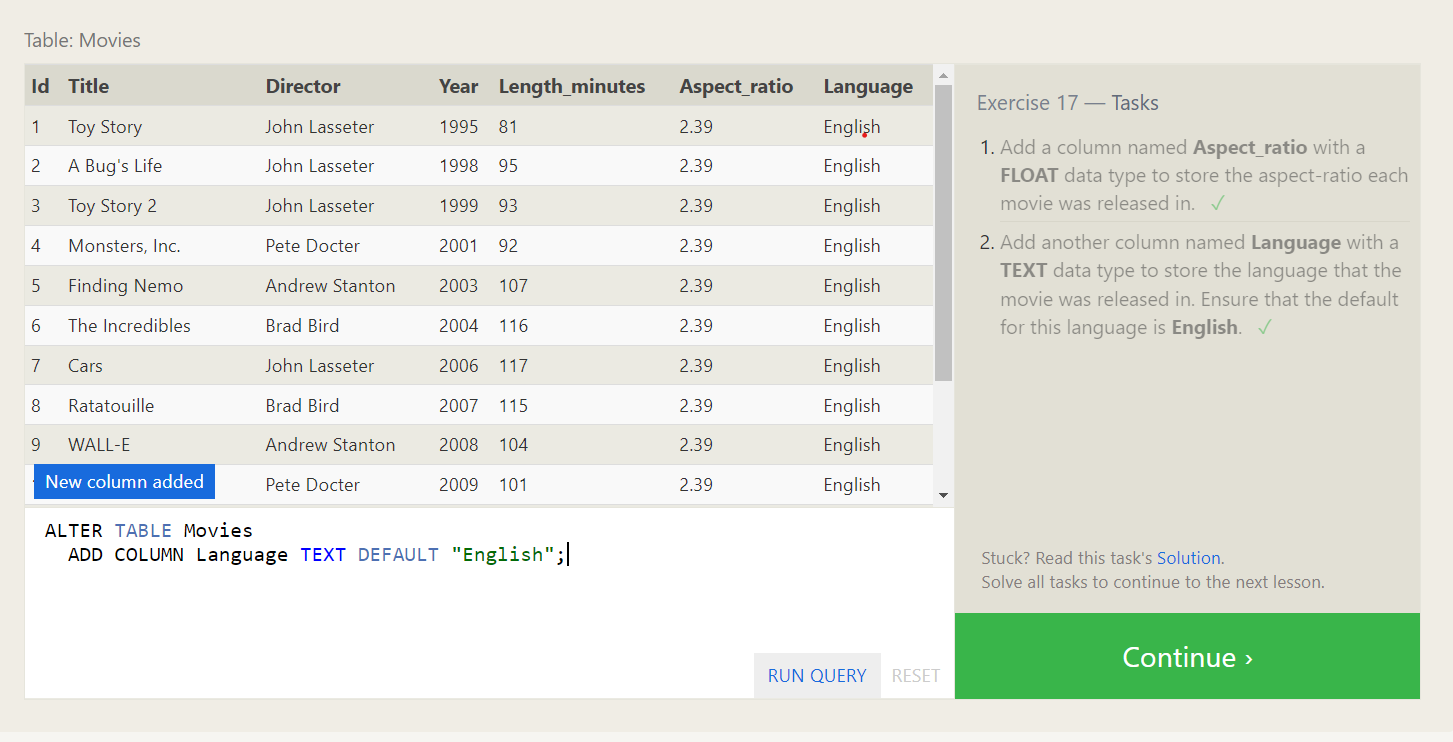 Table: Movies
Id Title Director Year Length_minutes Aspect_ratio Language
1 Toy Story John Lasseter 1995 81 2.39 English
2 A Bug's Life John Lasseter 1998 95 2.39 English
3 Toy Story 2 John Lasseter 1999 93 2.39 English
4 Monsters, Inc. Pete Docter 2001 92 2.39 English
5 Finding Nemo Andrew Stanton 2003 107 2.39 English
6 The Incredibles Brad Bird 2004 116 2.39 English
7 Cars John Lasseter 2006 117 2.39 English
8 Ratatouille Brad Bird 2007 115 2.39 English
9 WALL-E Andrew Stanton 2008 104 2.39 English
Pete Docter 2009 101 2.39 English
New column added
ALTER TABLE Movies
ADD COLUMN Language TEXT DEFAULT "English";
RUN QUERY RESET
Exercise 17 — Tasks
1. Add a column named Aspect_ratio with a
FLOAT data type to store the aspect-ratio each
movie was released in. ✓
2. Add another column named Language with a
TEXT data type to store the language that the
movie was released in. Ensure that the default
for this language is English. ✓
Stuck? Read this task's Solution.
Solve all tasks to continue to the next lesson.
Continue ›